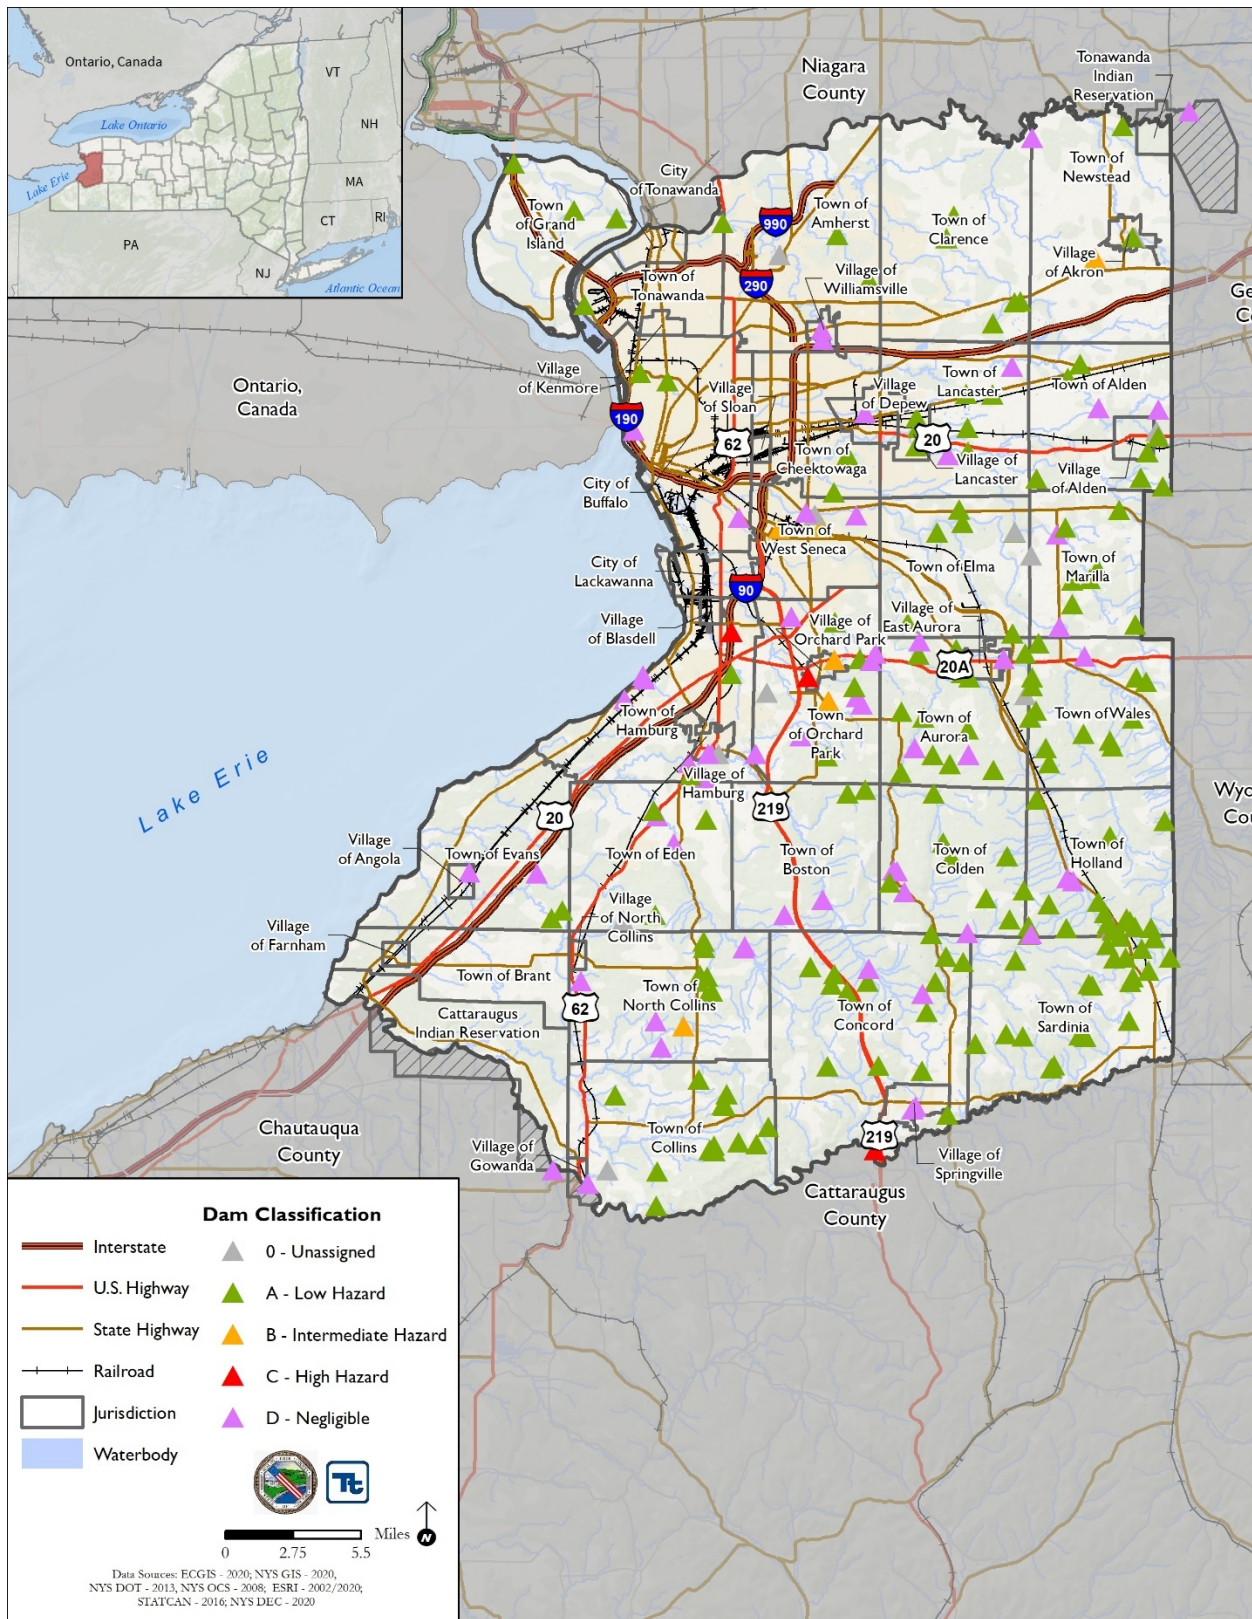 Ontario, Canada
VT
Lake Ontario
NH
Lake Erie
MA
CT
RI
PA
NJ
Atlantic Ocean
Niagara
County
Tonawanda
Indian
Reservation
City
of Tonawanda
Town of
Newstead
Town
of Grand
Island
990
Town of
Amherst
Town of
Clarence
Village
of Akron
Town of
Tonawanda
290
Village of
Williamsville
Ge
Co
Village
of Kenmore
Ontario,
Canada
Village
of Sloan
Village
of Depew
Town of
Lancaster
Town of Alden
190
62
20
Town of
Cheektowaga
Village of
Lancaster
Village
of Alden
City of
Buffalo
Town of
West Seneca
City of
Lackawanna
Town of Elma
Town of
Marilla
90
Village
of Blasdell
Village of
Orchard Park
Village of
East Aurora
20A
Town of
Hamburg
Town
of Orchard
Park
Town of
Aurora
Town of Wales
Lake Erie
Village of
Hamburg
Wyo
Cou
20
219
Village
of Angola
Town of Evans
Town of Eden
Town of
Boston
Town of
Colden
Town of
Holland
Village
of Farnham
Village
of North
Collins
Town of Brant
Town of
North Collins
Cattaraugus
Indian Reservation
62
Town of
Concord
Town of
Sardinia
Chautauqua
County
Village of
Gowanda
Town of
Collins
219
Village of
Springville
Cattaraugus
County
Dam Classification
Interstate
0 - Unassigned
U.S. Highway
A - Low Hazard
State Highway
B - Intermediate Hazard
Railroad
C - High Hazard
Jurisdiction
D - Negligible
Waterbody
Tt
Miles
N
0 2.75 5.5
Data Sources: ECGIS - 2020; NYS GIS - 2020,
NYS DOT - 2013, NYS OCS - 2008; ESRI - 2002/2020;
STATCAN - 2016; NYS DEC - 2020